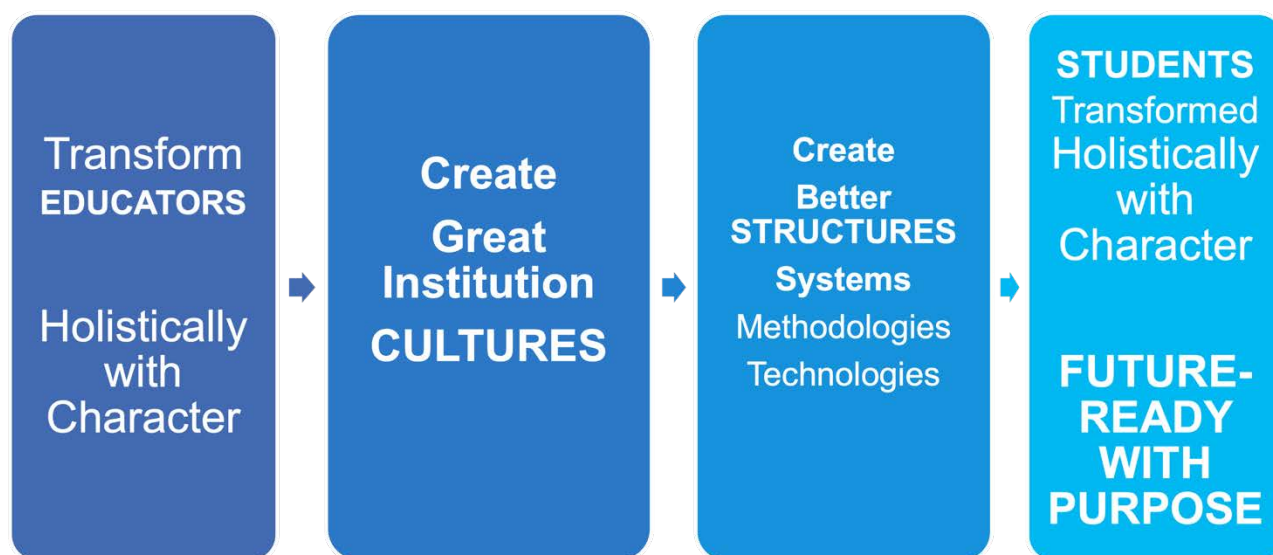 Transform
EDUCATORS
Holistically
with
Character
Create
Great
Institution
CULTURES
Create
Better
STRUCTURES
Systems
Methodologies
Technologies
STUDENTS
Transformed
Holistically
with
Character
FUTURE-
READY
WITH
PURPOSE